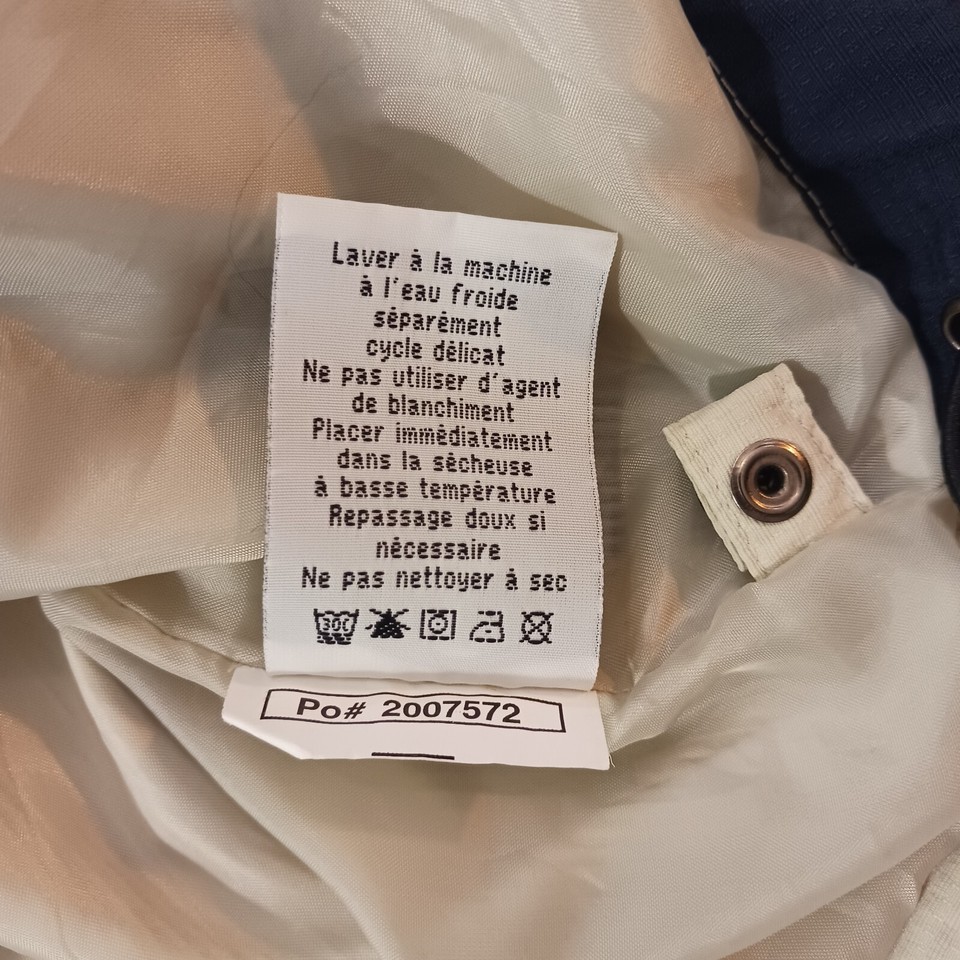 Laver à la machine
à l'eau froide
séparément
cycle délicat
Ne pas utiliser d'agent
de blanchiment
Placer immédiatement
dans la sécheuse
à basse température
Repassage doux si
nécessaire
Ne pas nettoyer à sec
30C
Po# 2007572